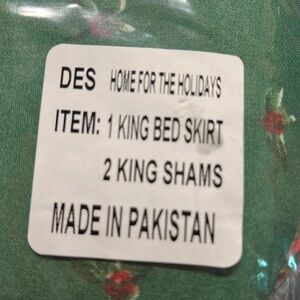 DES HOME FOR THE HOLIDAYS
ITEM: 1 KING BED SKIRT
2 KING SHAMS
MADE IN PAKISTAN